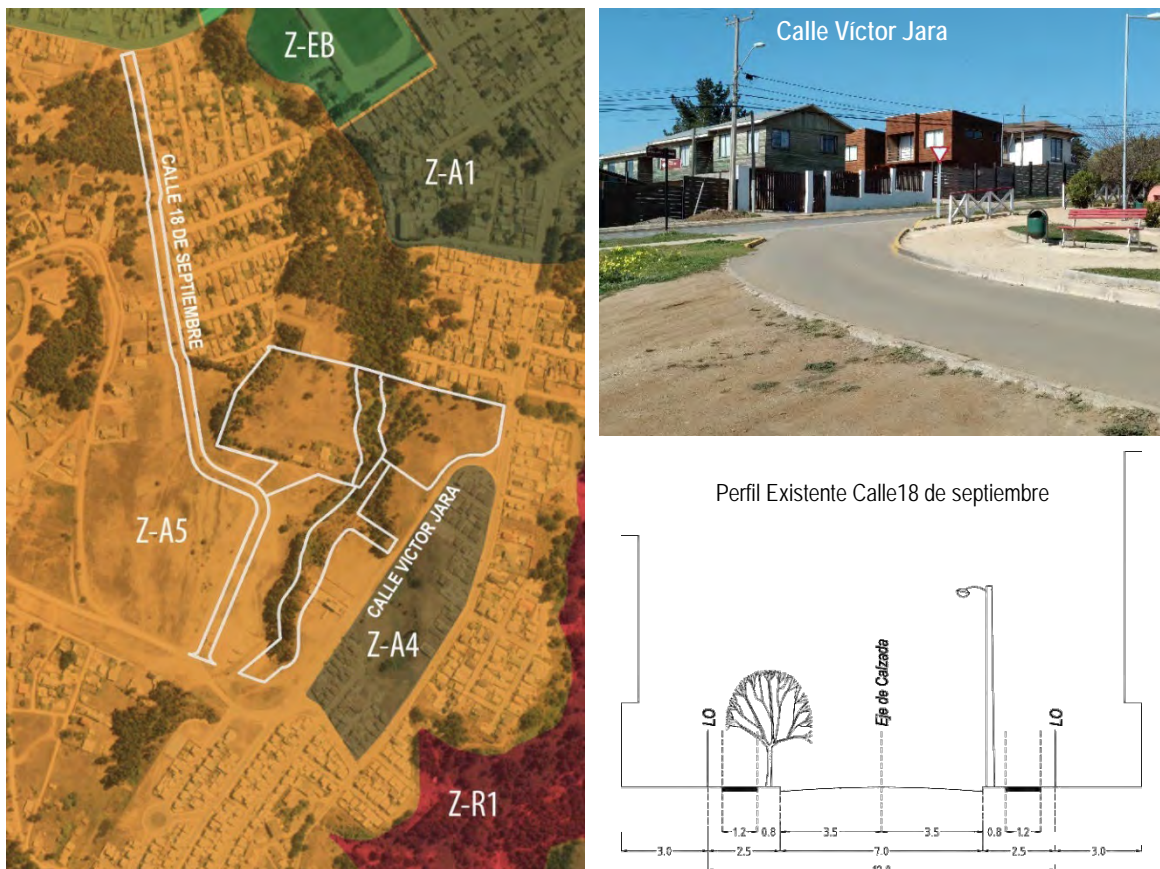 Z-EB
Z-A1
CALLE 18 DE SEPTIEMBRE
Z-A5
CALLE VÍCTOR JARA
Z-A4
Z-R1
Calle Víctor Jara
Perfil Existente Calle18 de septiembre
LO
Eje de Calzada
LO
1.2 0.8 3.5 3.5 0.8 1.2
3.0 2.5 7.0 2.5 3.0